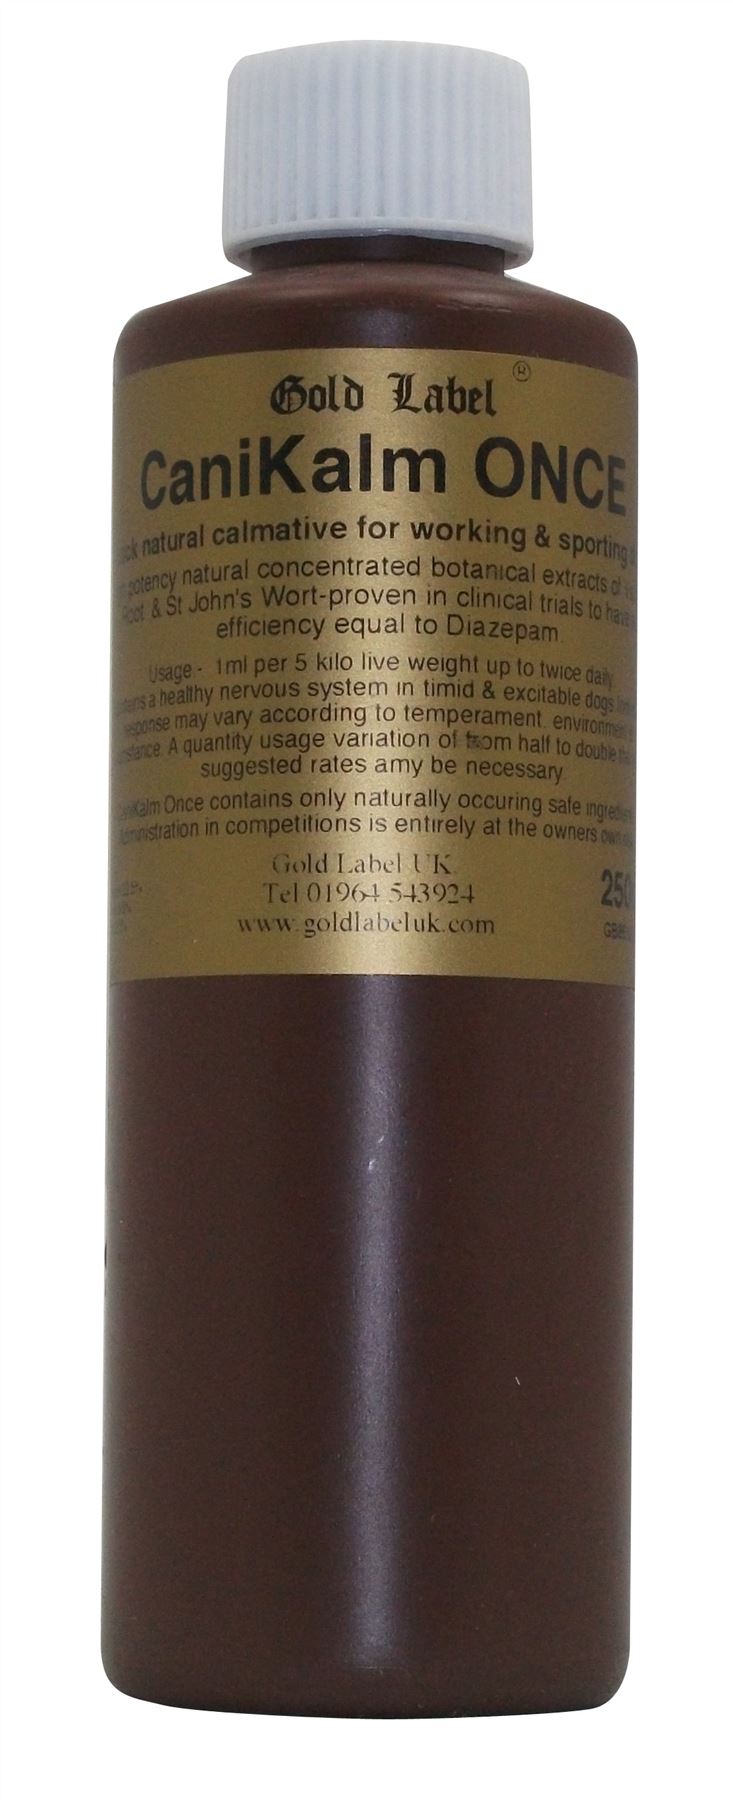 Gold Label ®
CaniKalm ONCE
natural calmative for working & sporting
potency natural concentrated botanical extracts of
Root & St John's Wort-proven in clinical trials to have
efficiency equal to Diazepam
Usage - 1ml per 5 kilo live weight up to twice daily
a healthy nervous system in timid & excitable dogs
response may vary according to temperament, environment
A quantity usage variation of from half to double the
suggested rates amy be necessary
CaniKalm Once contains only naturally occuring safe
Administration in competitions is entirely at the owners own
Gold Label UK
Tel 01964 543924
www.goldlabeluk.com